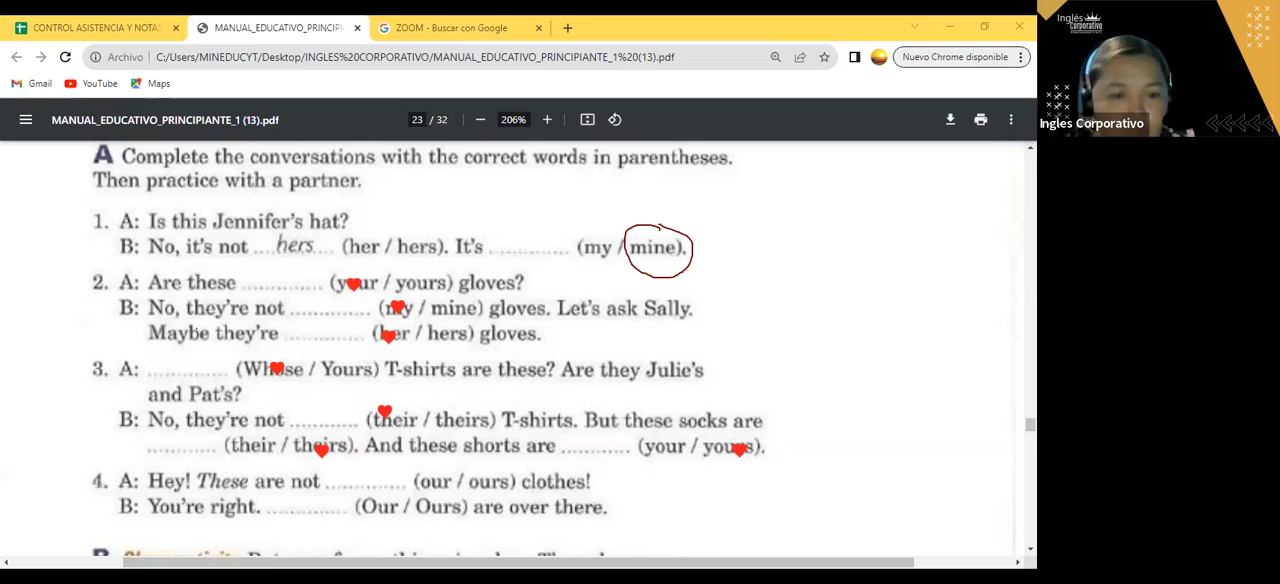 CONTROL ASISTENCIA Y NOTAS
MANUAL_EDUCATIVO_PRINCIPI
ZOOM - Buscar con Google
Archivo
C:/Users/MINEDUCYT/Desktop/INGLES%20CORPORATIVO/MANUAL_EDUCATIVO_PRINCIPIANTE_1%20(13).pdf
Nuevo Chrome disponible
Gmail
YouTube
Maps
MANUAL_EDUCATIVO_PRINCIPIANTE_1 (13).pdf
23 / 32
206%
Inglés
Corporativo
Ingles Corporativo
A Complete the conversations with the correct words in parentheses.
Then practice with a partner.
1. A: Is this Jennifer's hat?
B: No, it's not ....hers.... (her / hers). It's .............. (my / mine).
2. A: Are these .............. (your / yours) gloves?
B: No, they're not .............. (my / mine) gloves. Let's ask Sally.
Maybe they're .............. (her / hers) gloves.
3. A: .............. (Whose / Yours) T-shirts are these? Are they Julie's
and Pat's?
B: No, they're not .............. (their / theirs) T-shirts. But these socks are
.............. (their / theirs). And these shorts are .............. (your / yours).
4. A: Hey! These are not .............. (our / ours) clothes!
B: You're right. .............. (Our / Ours) are over there.